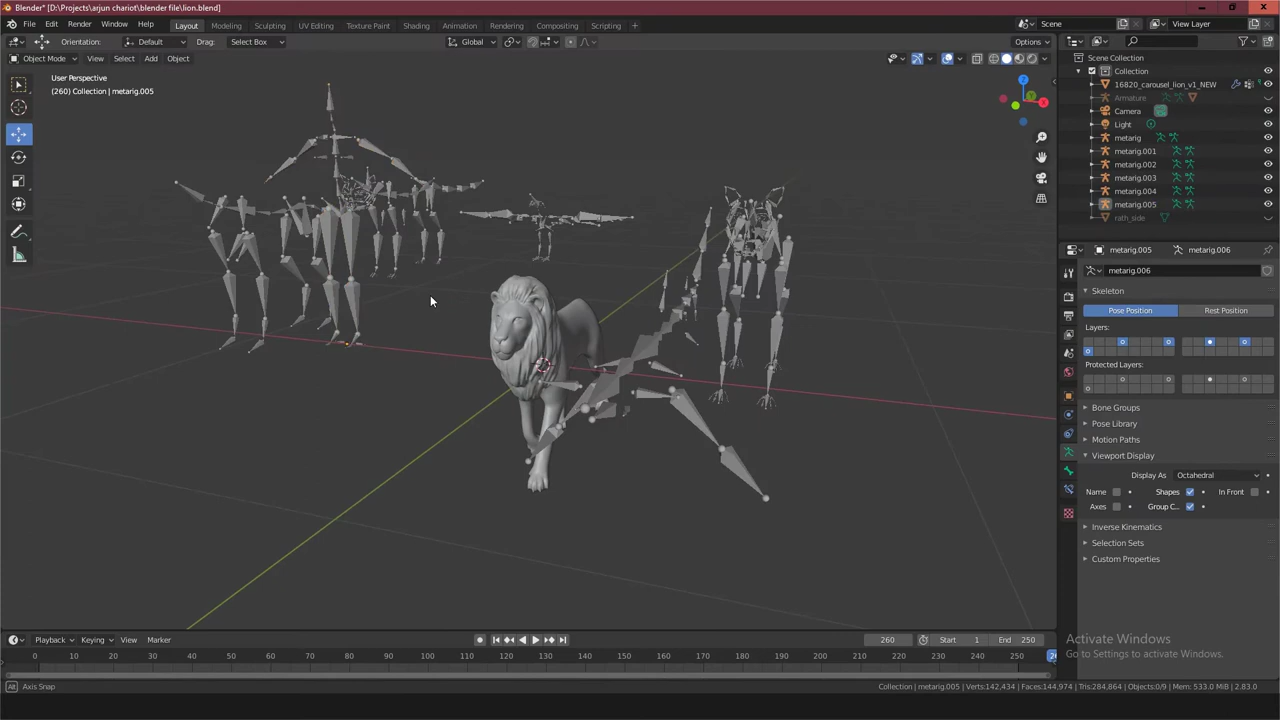 Blender* [D:\Projects\arjun chariot\blender file\lion.blend]
File Edit Render Window Help Layout Modeling Sculpting UV Editing Texture Paint Shading Animation Rendering Compositing Scripting + Scene View Layer
Orientation: Default Drag: Select Box Global Options
Object Mode View Select Add Object
User Perspective
(260) Collection | metarig.005
Z
X
Y
Scene Collection
Collection
16820_carousel_lion_v1_NEW
Armature
Camera
Light
metarig
metarig.001
metarig.002
metarig.003
metarig.004
metarig.005
rath_side
metarig.005 metarig.006
metarig.006
Skeleton
Pose Position Rest Position
Layers:
Protected Layers:
Bone Groups
Pose Library
Motion Paths
Viewport Display
Display As Octahedral
Name Shapes In Front
Axes Group C...
Inverse Kinematics
Selection Sets
Custom Properties
Activate Windows
Go to Settings to activate Windows.
Playback Keying View Marker 260 Start 1 End 250
0 10 20 30 40 50 60 70 80 90 100 110 120 130 140 150 160 170 180 190 200 210 220 230 240 250
Alt Axis Snap
Collection | metarig.005 | Verts:142,434 | Faces:144,974 | Tris:284,864 | Objects:0/9 | Mem: 533.0 MiB | 2.83.0